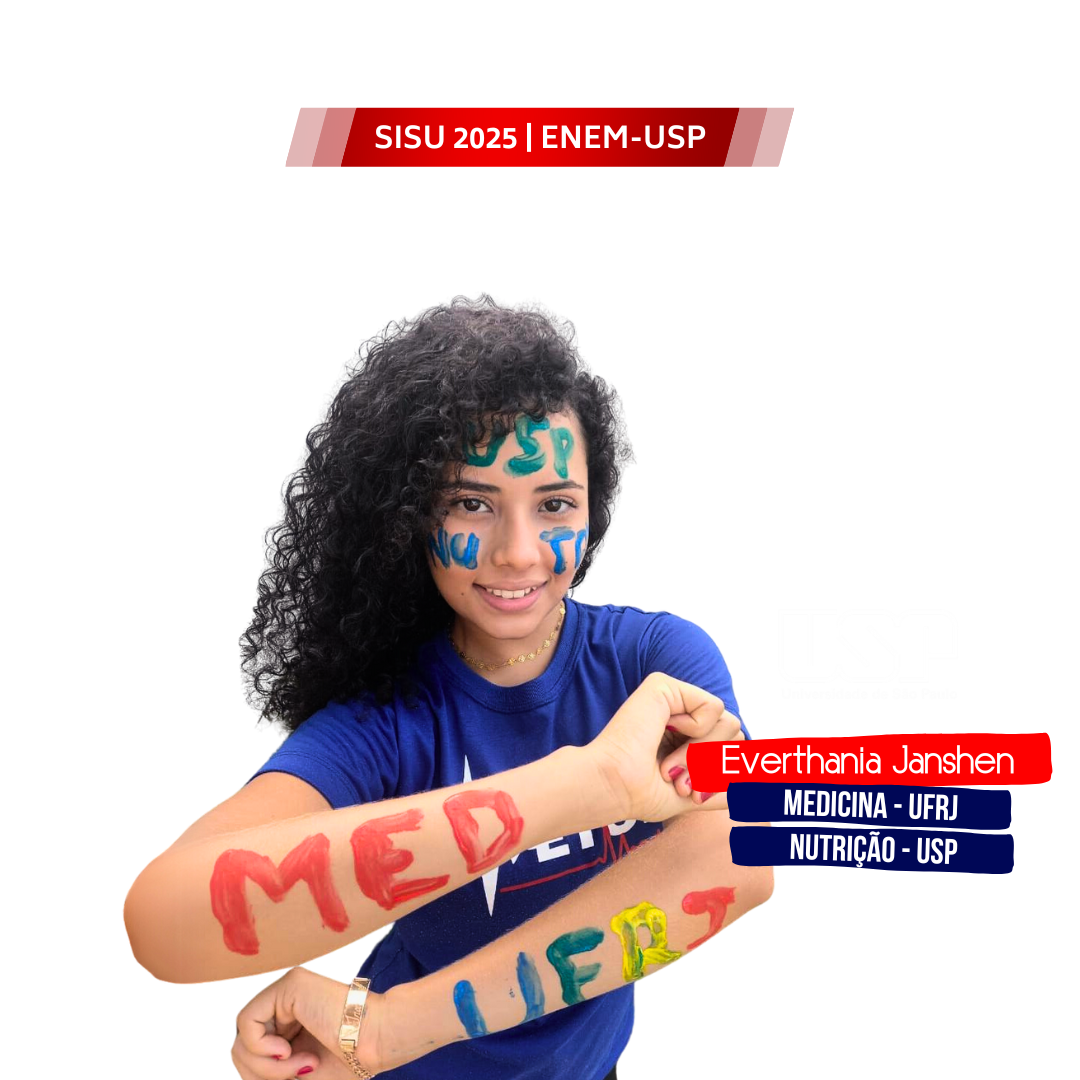 SISU 2025 | ENEM-USP
USP
NU TR
Everthania Janshen
MEDICINA - UFRJ
NUTRIÇÃO - USP
MED
UFRJ